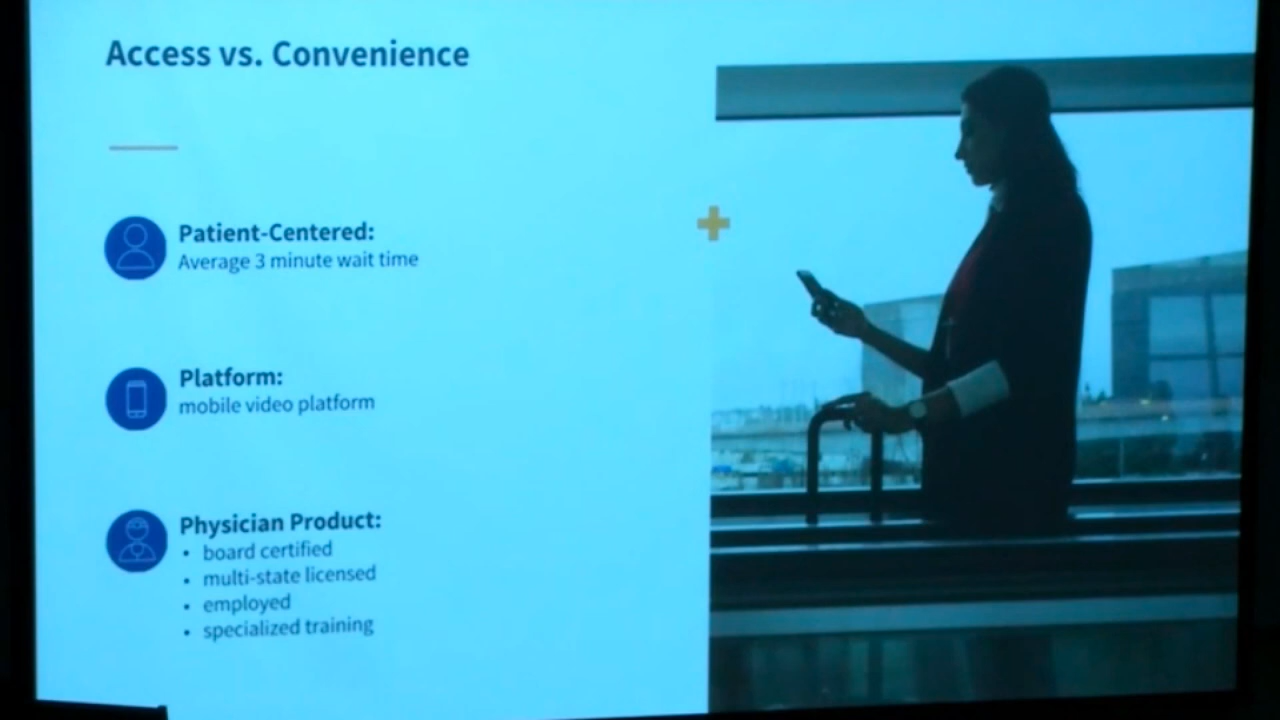 Access vs. Convenience
Patient-Centered:
Average 3 minute wait time
Platform:
mobile video platform
Physician Product:
• board certified
• multi-state licensed
• employed
• specialized training